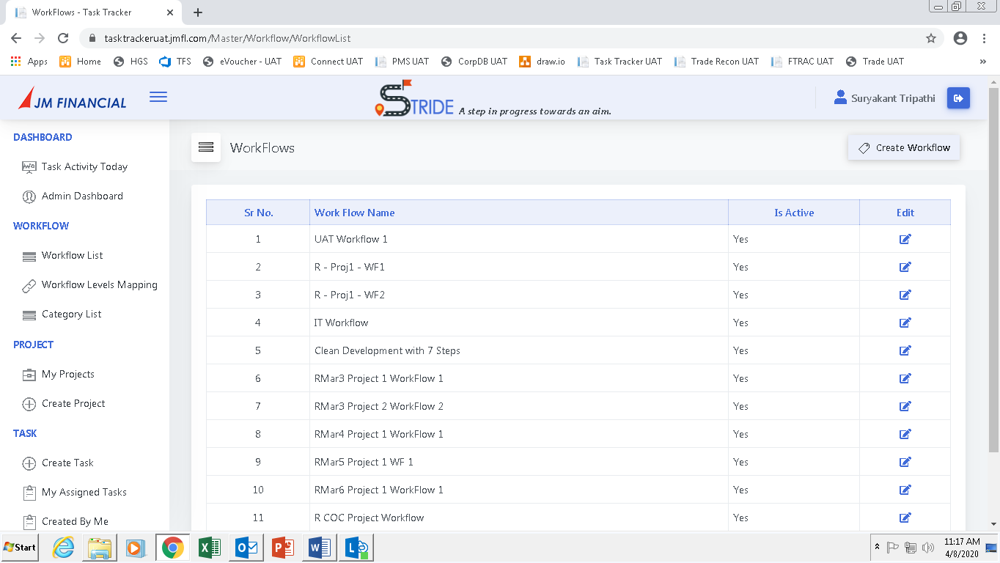 WorkFlows - Task Tracker
tasktrackeruat.jmfl.com/Master/Workflow/WorkflowList
Apps Home HGS TFS eVoucher - UAT Connect UAT PMS UAT CorpDB UAT draw.io Task Tracker UAT Trade Recon UAT FTRAC UAT Trade UAT »
JM FINANCIAL
STRIDE A step in progress towards an aim.
Suryakant Tripathi
DASHBOARD
Task Activity Today
Admin Dashboard
WORKFLOW
Workflow List
Workflow Levels Mapping
Category List
PROJECT
My Projects
Create Project
TASK
Create Task
My Assigned Tasks
Created By Me
WorkFlows
Create Workflow
Sr No. Work Flow Name Is Active Edit
1 UAT Workflow 1 Yes
2 R - Proj1 - WF1 Yes
3 R - Proj1 - WF2 Yes
4 IT Workflow Yes
5 Clean Development with 7 Steps Yes
6 RMar3 Project 1 WorkFlow 1 Yes
7 RMar3 Project 2 WorkFlow 2 Yes
8 RMar4 Project 1 WorkFlow 1 Yes
9 RMar5 Project 1 WF 1 Yes
10 RMar6 Project 1 WorkFlow 1 Yes
11 R COC Project Workflow Yes
Start
11:17 AM
4/8/2020